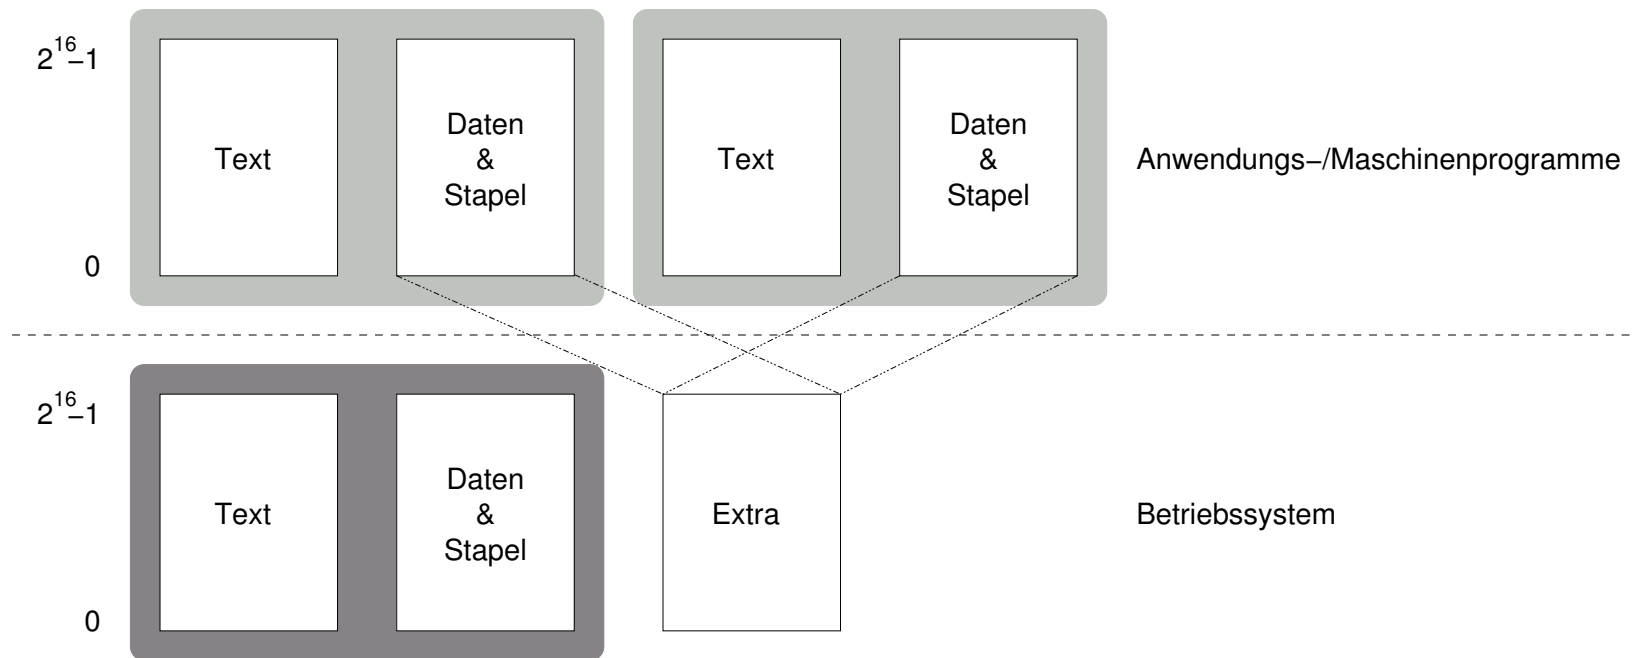 2^16−1
0
Text
Daten
&
Stapel
Text
Daten
&
Stapel
Anwendungs−/Maschinenprogramme
2^16−1
0
Text
Daten
&
Stapel
Extra
Betriebssystem